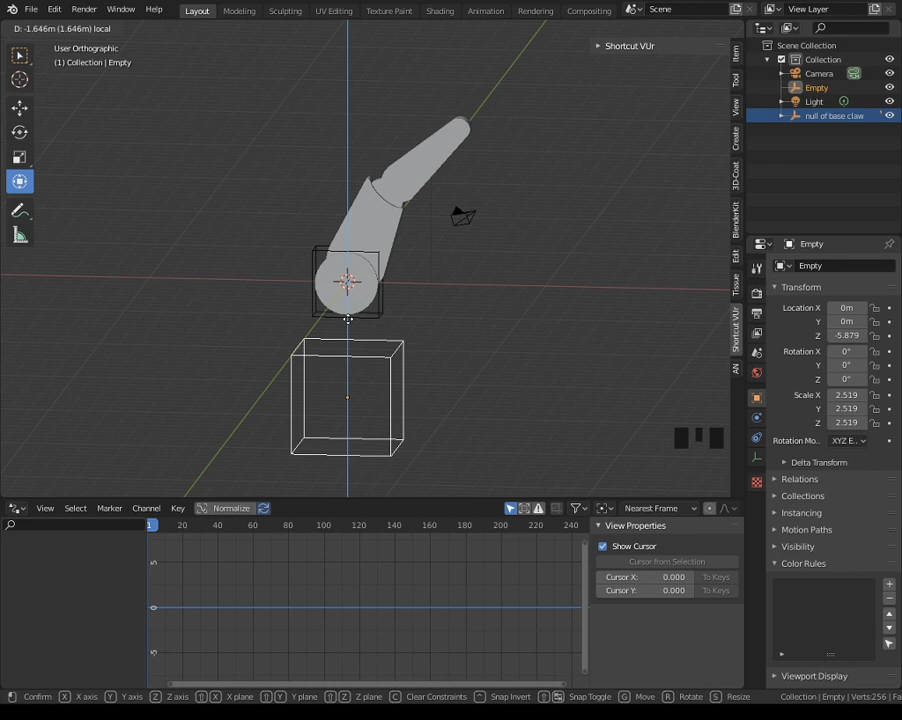 File Edit Render Window Help Layout Modeling Sculpting UV Editing Texture Paint Shading Animation Rendering Compositing Scene View Layer
D: -1.646m (1.646m) local
User Orthographic
(1) Collection | Empty
Shortcut VUr
Item
Tool
View
Create
3D-Coat
BlenderKit
Edit
Tissue
Shortcut VUr
AN
Scene Collection
Collection
Camera
Empty
Light
null of base claw
Empty
Empty
Transform
Location X 0m
Y 0m
Z -5.879
Rotation X 0°
Y 0°
Z 0°
Scale X 2.519
Y 2.519
Z 2.519
Rotation Mo.. XYZ E..
Delta Transform
Relations
Collections
Instancing
Motion Paths
Visibility
Color Rules
Viewport Display
View Select Marker Channel Key Normalize Nearest Frame
1 20 40 60 80 100 120 140 160 180 200 220 240
5
0
-5
View Properties
Show Cursor
Cursor from Selection
Cursor X: 0.000 To Keys
Cursor Y: 0.000 To Keys
Confirm X X axis Y Y axis Z Z axis X X plane Y Y plane Z Z plane C Clear Constraints Snap Invert Snap Toggle G Move R Rotate S Resize Collection | Empty | Verts:256 | Fa